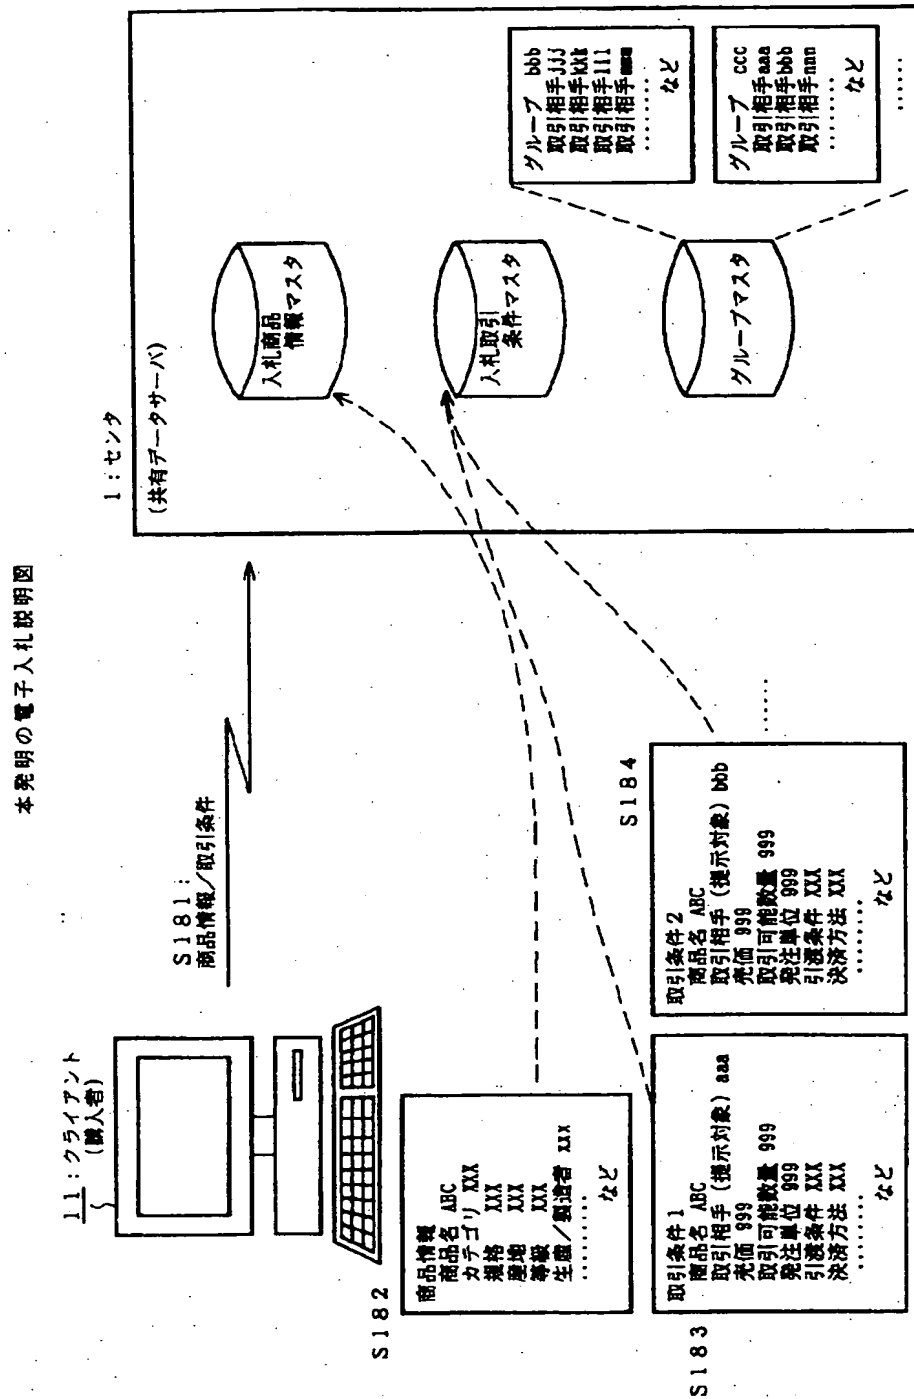 本発明の電子入札説明図
11:クライアント
(購入者)
S181:
商品情報/取引条件
1:センタ
(共有データサーバ)
入札商品
情報マスタ
入札取引
条件マスタ
グループマスタ
グループ bbb
取引相手jjj
取引相手kkk
取引相手lll
取引相手mmm
........
など
グループ ccc
取引相手aaa
取引相手bbb
取引相手nnn
........
など
......
S182
商品情報
商品名 ABC
カテゴリ XXX
規格 XXX
産地 XXX
等級 XXX
生産/製造者 XXX
........
など
S183
取引条件1
商品名 ABC
取引相手(提示対象)aaa
売価 999
取引可能数量 999
発注単位 999
引渡条件 XXX
決済方法 XXX
........
など
S184
取引条件2
商品名 ABC
取引相手(提示対象)bbb
売価 999
取引可能数量 999
発注単位 999
引渡条件 XXX
決済方法 XXX
........
など
......